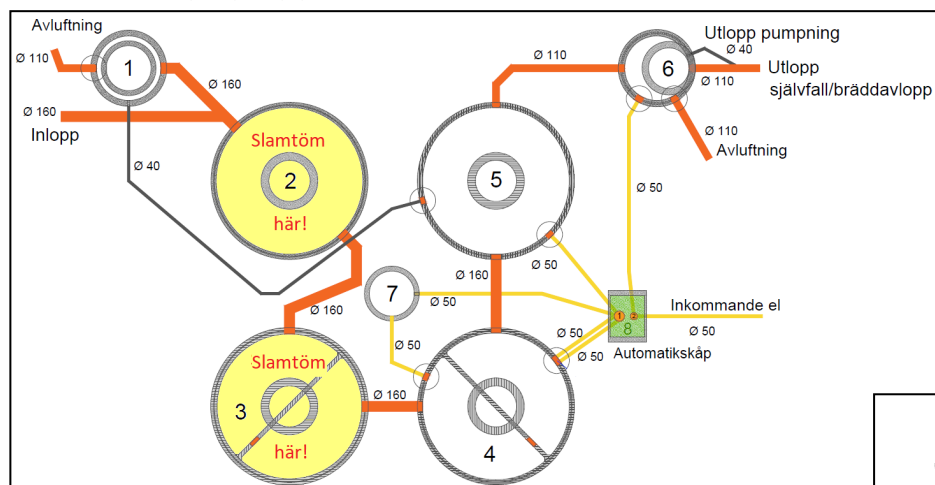 Avluftning
Ø 110
1
Ø 160
Ø 160
Inlopp
Ø 40
Slamtöm
2
här!
Ø 160
Slamtöm
3
här!
Ø 160
Ø 110
5
Ø 160
4
7
Ø 50
Ø 50
Ø 50
Ø 50
Ø 50
Ø 50
6
Utlopp pumpning
Ø 40
Utlopp
Ø 110
självfall/bräddavlopp
Ø 110
Avluftning
1
2
8
Automatikskåp
Inkommande el
Ø 50